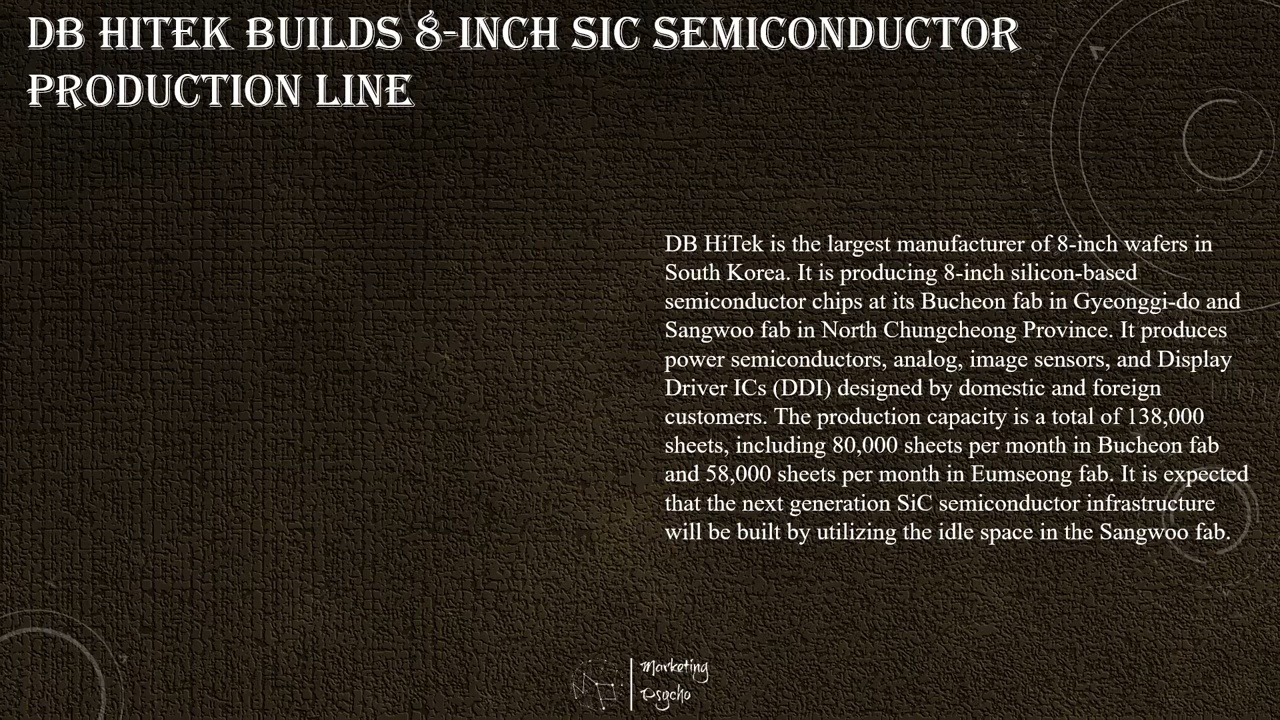 DB HITEK BUILDS 8-INCH SIC SEMICONDUCTOR
PRODUCTION LINE
DB HiTek is the largest manufacturer of 8-inch wafers in
South Korea. It is producing 8-inch silicon-based
semiconductor chips at its Bucheon fab in Gyeonggi-do and
Sangwoo fab in North Chungcheong Province. It produces
power semiconductors, analog, image sensors, and Display
Driver ICs (DDI) designed by domestic and foreign
customers. The production capacity is a total of 138,000
sheets, including 80,000 sheets per month in Bucheon fab
and 58,000 sheets per month in Eumseong fab. It is expected
that the next generation SiC semiconductor infrastructure
will be built by utilizing the idle space in the Sangwoo fab.
Marketing
Psycho